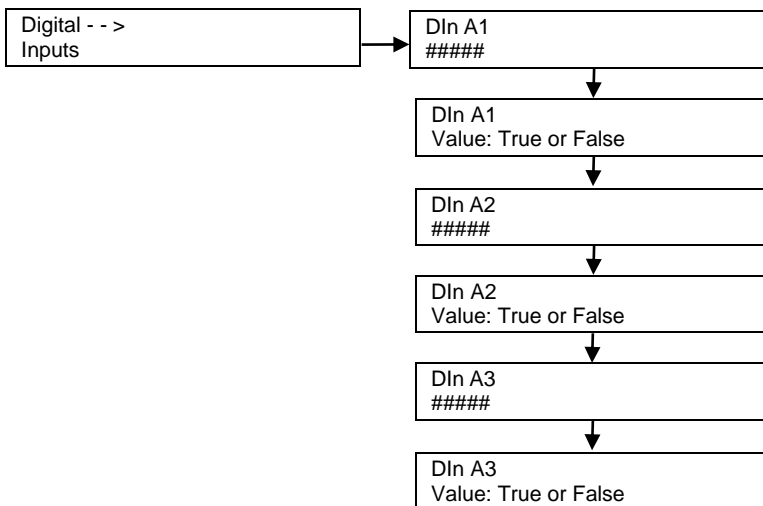 Digital - - >
Inputs
DIn A1
#####
DIn A1
Value: True or False
DIn A2
#####
DIn A2
Value: True or False
DIn A3
#####
DIn A3
Value: True or False